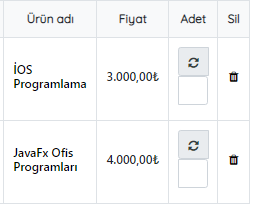 Ürün adı Fiyat Adet Sil
İOS
Programlama
3.000,00₺
JavaFx Ofis
Programları
4.000,00₺